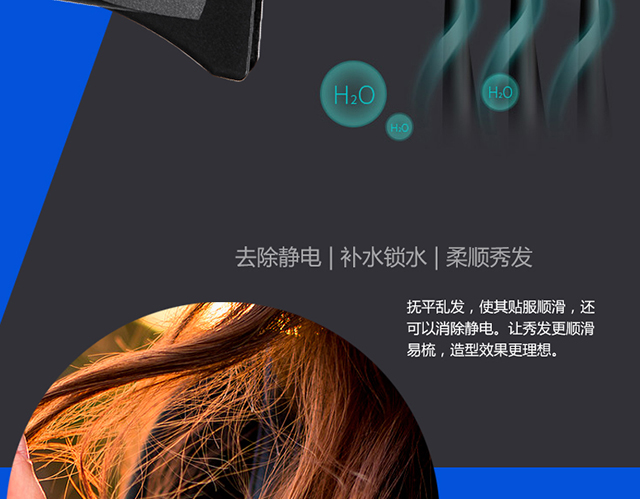 H₂O
H₂O
H₂O
去除静电 | 补水锁水 | 柔顺秀发
抚平乱发，使其贴服顺滑，还
可以消除静电。让秀发更顺滑
易梳，造型效果更理想。